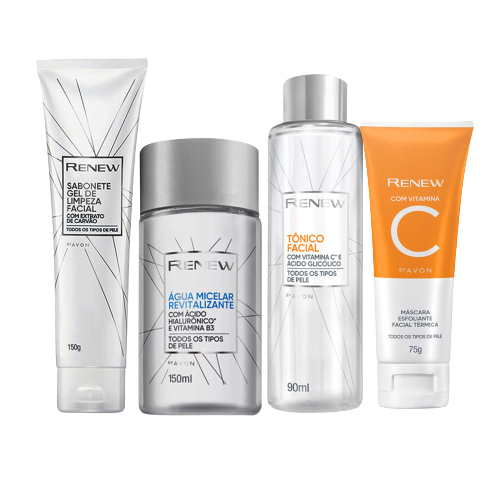 RENEW
SABONETE
GEL DE
LIMPEZA
FACIAL
COM EXTRATO
DE CARVÃO
TODOS OS TIPOS DE PELE
BY AVON
150g
RENEW
ÁGUA MICELAR
REVITALIZANTE
COM ÁCIDO
HIALURÔNICO*
E VITAMINA B3
TODOS OS TIPOS
DE PELE
BY AVON
150ml
RENEW
TÔNICO
FACIAL
COM VITAMINA C* E
ÁCIDO GLICÓLICO
TODOS OS TIPOS
DE PELE
BY AVON
90ml
RENEW
COM VITAMINA
C
BY AVON
MÁSCARA
ESFOLIANTE
FACIAL TÉRMICA
TODOS OS TIPOS DE PELE
75g